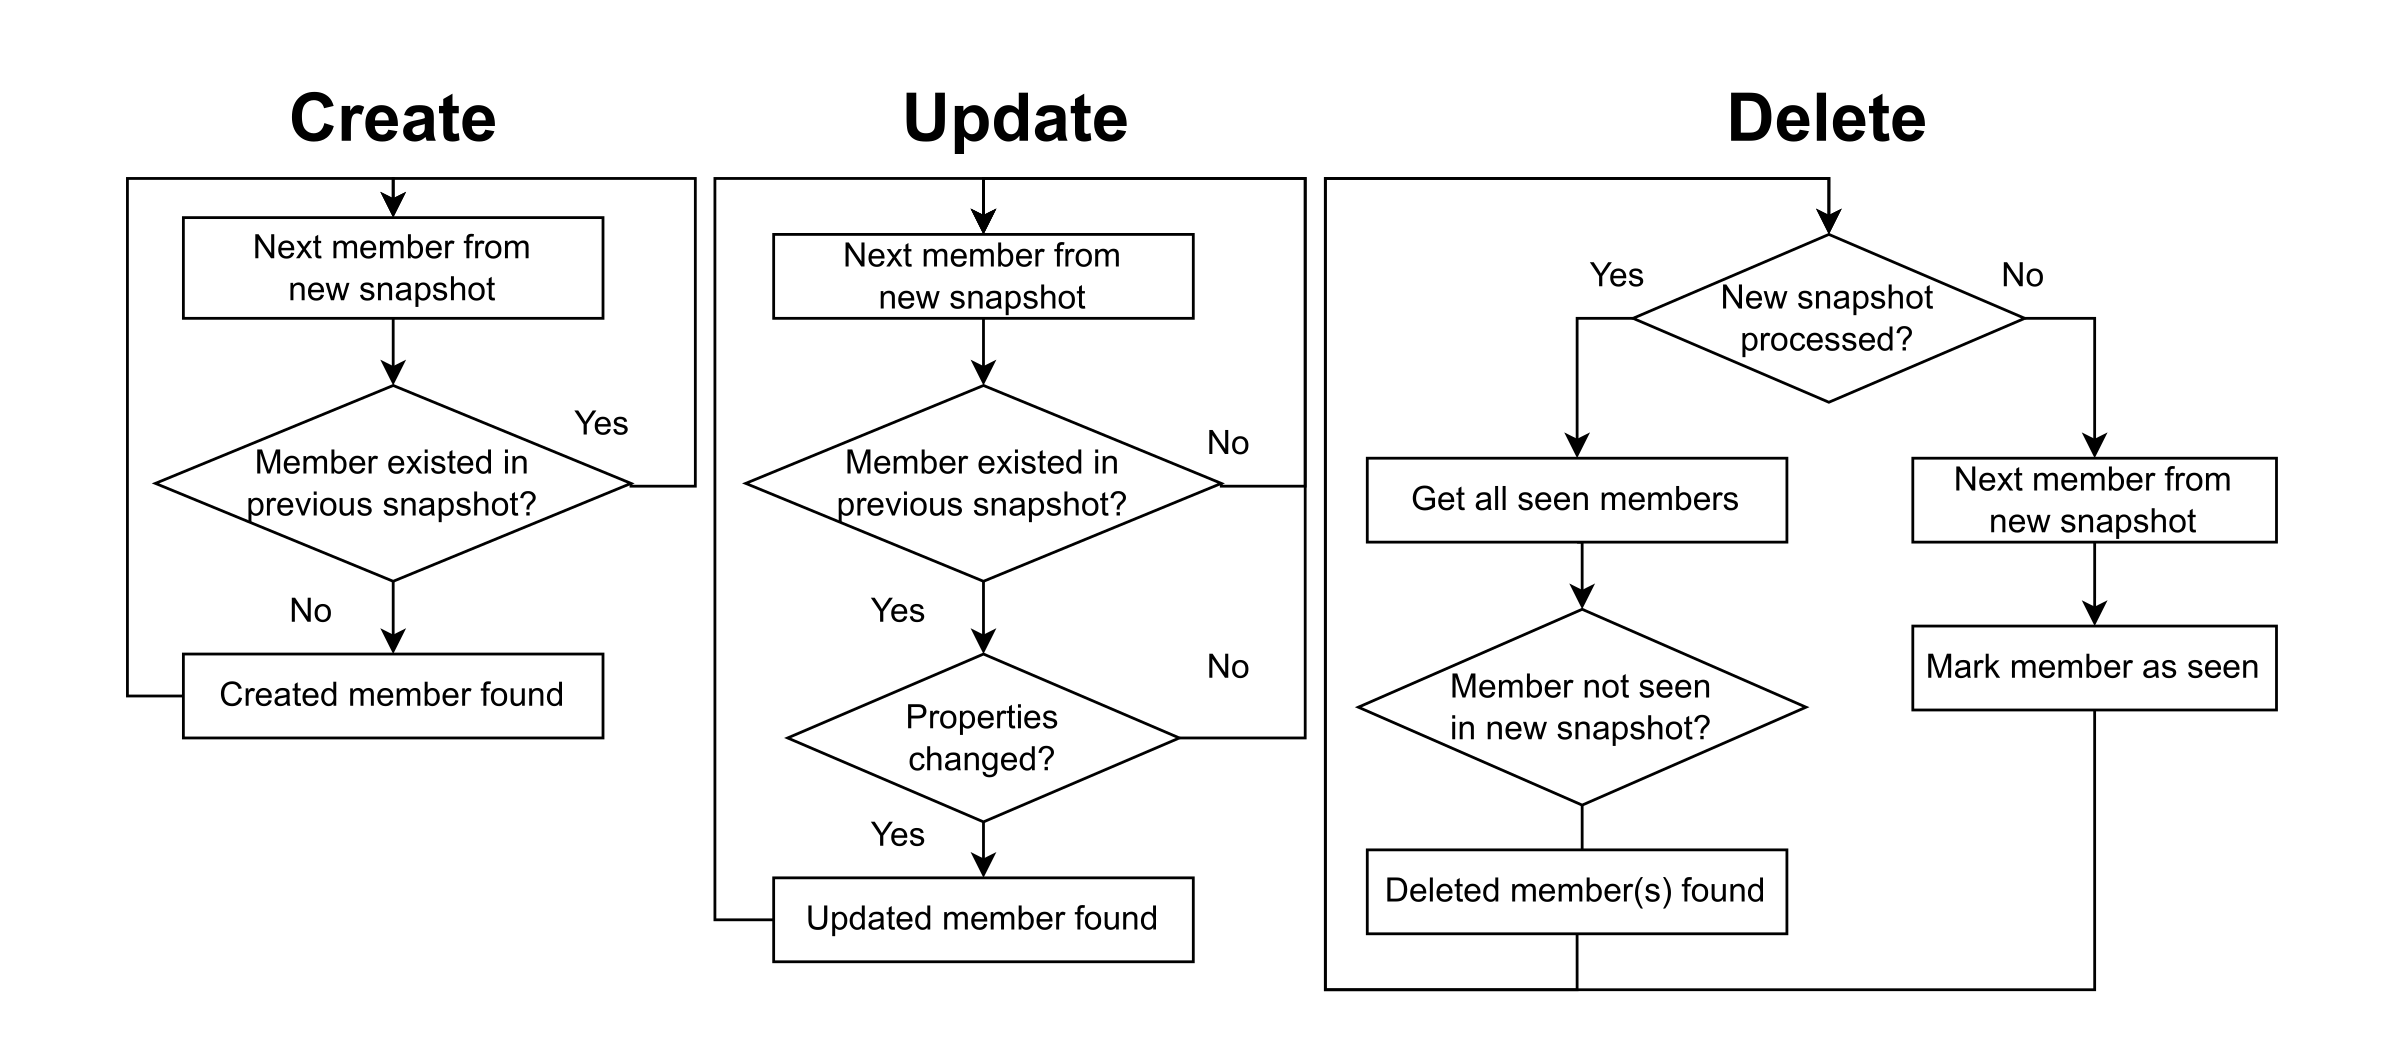 Create
Next member from
new snapshot
Yes
Member existed in
previous snapshot?
No
Created member found
Update
Next member from
new snapshot
No
Member existed in
previous snapshot?
Yes
No
Properties
changed?
Yes
Updated member found
Delete
Yes
No
New snapshot
processed?
Get all seen members
Next member from
new snapshot
Member not seen
in new snapshot?
Mark member as seen
Deleted member(s) found